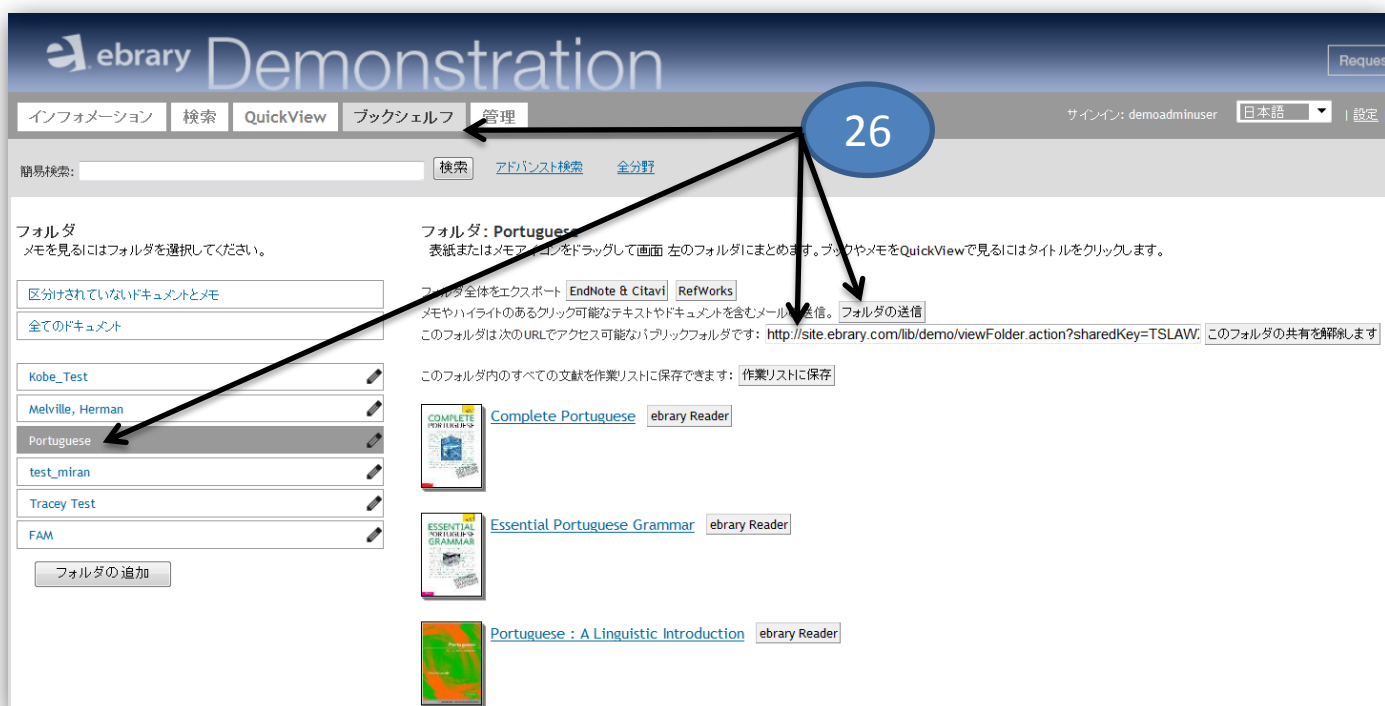 ebrary Demonstration
Reques
インフォメーション 検索 QuickView ブックシェルフ 管理
サインイン: demoadminuser 日本語 | 設定
26
簡易検索: 検索 アドバンスト検索 全分野
フォルダ
メモを見るにはフォルダを選択してください。
区分けされていないドキュメントとメモ
全てのドキュメント
Kobe_Test
Melville, Herman
Portuguese
test_miran
Tracey Test
FAM
フォルダの追加
フォルダ: Portuguese
表紙またはメモアイコンをドラッグして画面 左のフォルダにまとめます。ブックやメモをQuickViewで見るにはタイトルをクリックします。
フォルダ全体をエクスポート EndNote & Citavi RefWorks
メモやハイライトのあるクリック可能なテキストやドキュメントを含むメールの送信。 フォルダの送信
このフォルダは次のURLでアクセス可能なパブリックフォルダです: http://site.ebrary.com/lib/demo/viewFolder.action?sharedKey=TSLAW このフォルダの共有を解除します
このフォルダ内のすべての文献を作業リストに保存できます: 作業リストに保存
COMPLETE
PORTUGUESE
Complete Portuguese ebrary Reader
ESSENTIAL
PORTUGUESE
GRAMMAR
Essential Portuguese Grammar ebrary Reader
Portuguese : A Linguistic Introduction ebrary Reader